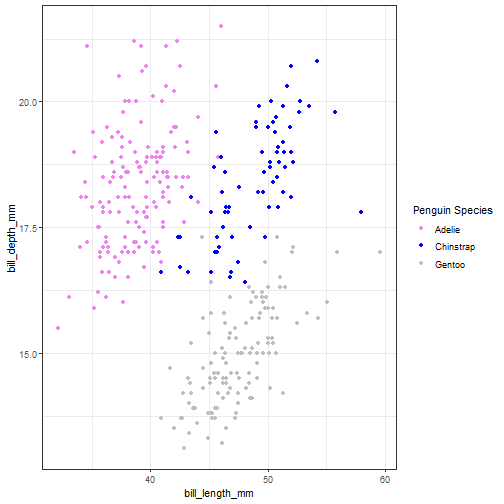 20.0
17.5
15.0
bill_depth_mm
40
50
60
bill_length_mm
Penguin Species
Adelie
Chinstrap
Gentoo